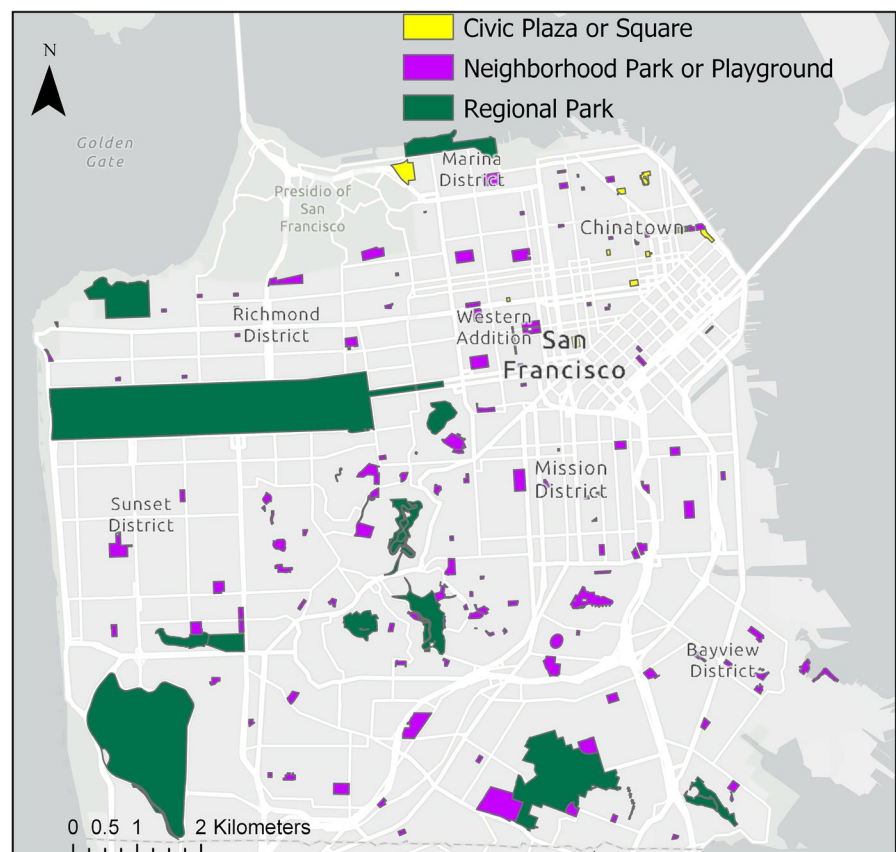 Civic Plaza or Square
Neighborhood Park or Playground
Regional Park
N
Golden
Gate
Marina
District
Presidio of
San
Francisco
Chinatown
Richmond
District
Western
Addition
San
Francisco
Mission
District
Sunset
District
Bayview
District
0 0.5 1 2 Kilometers